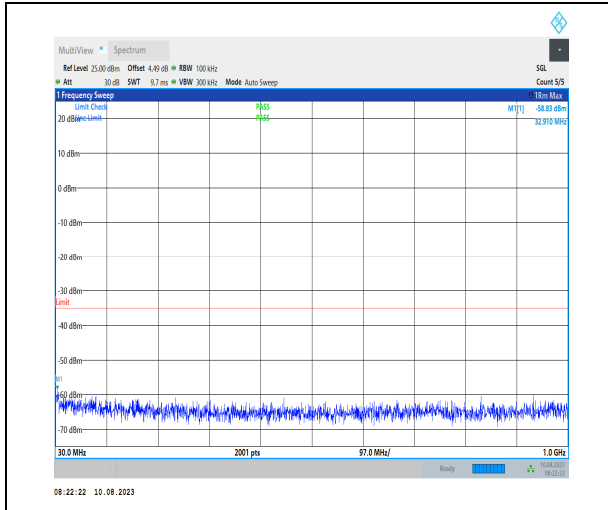 MultiView Spectrum
Ref Level 25.00 dBm Offset 4.49 dB RBW 100 kHz SGL
Att 30 dB SWT 9.7 ms VBW 300 kHz Mode Auto Sweep Count 5/5
1 Frequency Sweep 1Rm Max
Limit Check PASS M1[1] -58.83 dBm
20 dBm Line Limit PASS 32.910 MHz
10 dBm
0 dBm
-10 dBm
-20 dBm
-30 dBm
Limit
-40 dBm
-50 dBm
M1
-60 dBm
-70 dBm
30.0 MHz 2001 pts 97.0 MHz/ 1.0 GHz
Ready 10.08.2023
08:22:22
08:22:22 10.08.2023